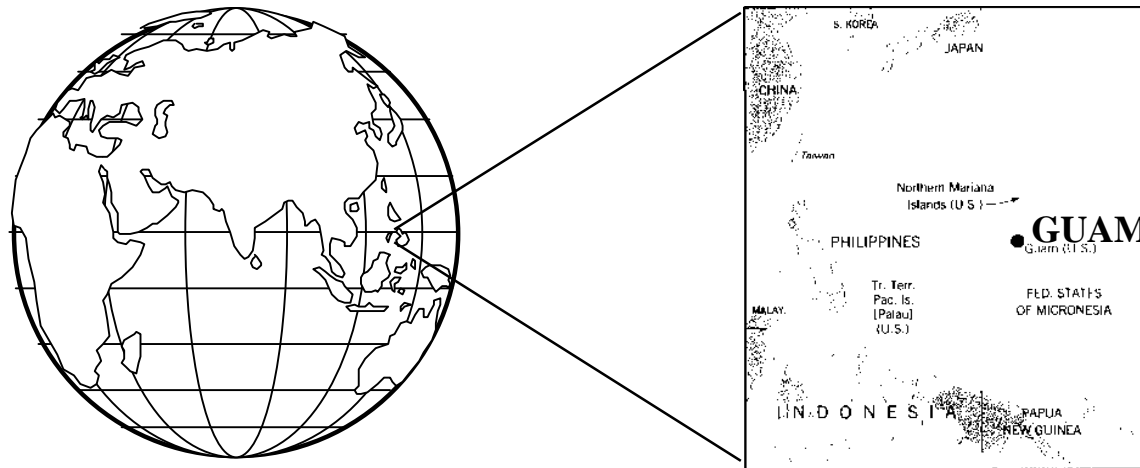 S. KOREA
JAPAN
CHINA
Taiwan
Northern Mariana
Islands (U.S.)
GUAM
Guam (U.S.)
PHILIPPINES
Tr. Terr.
Pac. Is.
[Palau]
(U.S.)
FED. STATES
OF MICRONESIA
MALAY.
INDONESIA
PAPUA
NEW GUINEA